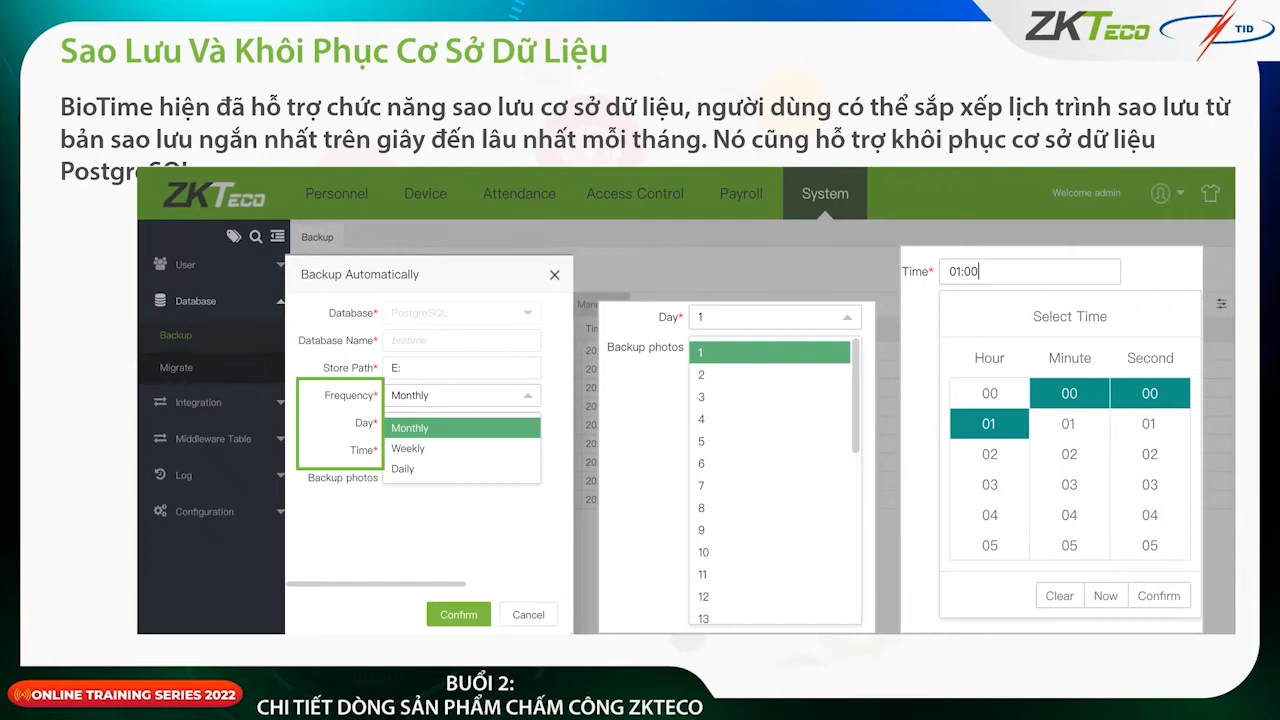 Sao Lưu Và Khôi Phục Cơ Sở Dữ Liệu
ZKTECO
TID
BioTime hiện đã hỗ trợ chức năng sao lưu cơ sở dữ liệu, người dùng có thể sắp xếp lịch trình sao lưu từ
bản sao lưu ngắn nhất trên giây đến lâu nhất mỗi tháng. Nó cũng hỗ trợ khôi phục cơ sở dữ liệu
ZKTECO
Personnel
Device
Attendance
Access Control
Payroll
System
Welcome admin
User
Database
Backup
Migrate
Integration
Middleware Table
Log
Configuration
Backup
Backup Automatically
Database* PostgreSQL
Database Name* biotime
Store Path* E:
Frequency* Monthly
Day*
Time*
Backup photos
Monthly
Weekly
Daily
Confirm
Cancel
Day* 1
Backup photos
1
2
3
4
5
6
7
8
9
10
11
12
13
Time* 01:00
Select Time
Hour Minute Second
00 00 00
01 01 01
02 02 02
03 03 03
04 04 04
05 05 05
Clear
Now
Confirm
ONLINE TRAINING SERIES 2022
BUỔI 2:
CHI TIẾT DÒNG SẢN PHẨM CHẤM CÔNG ZKTECO